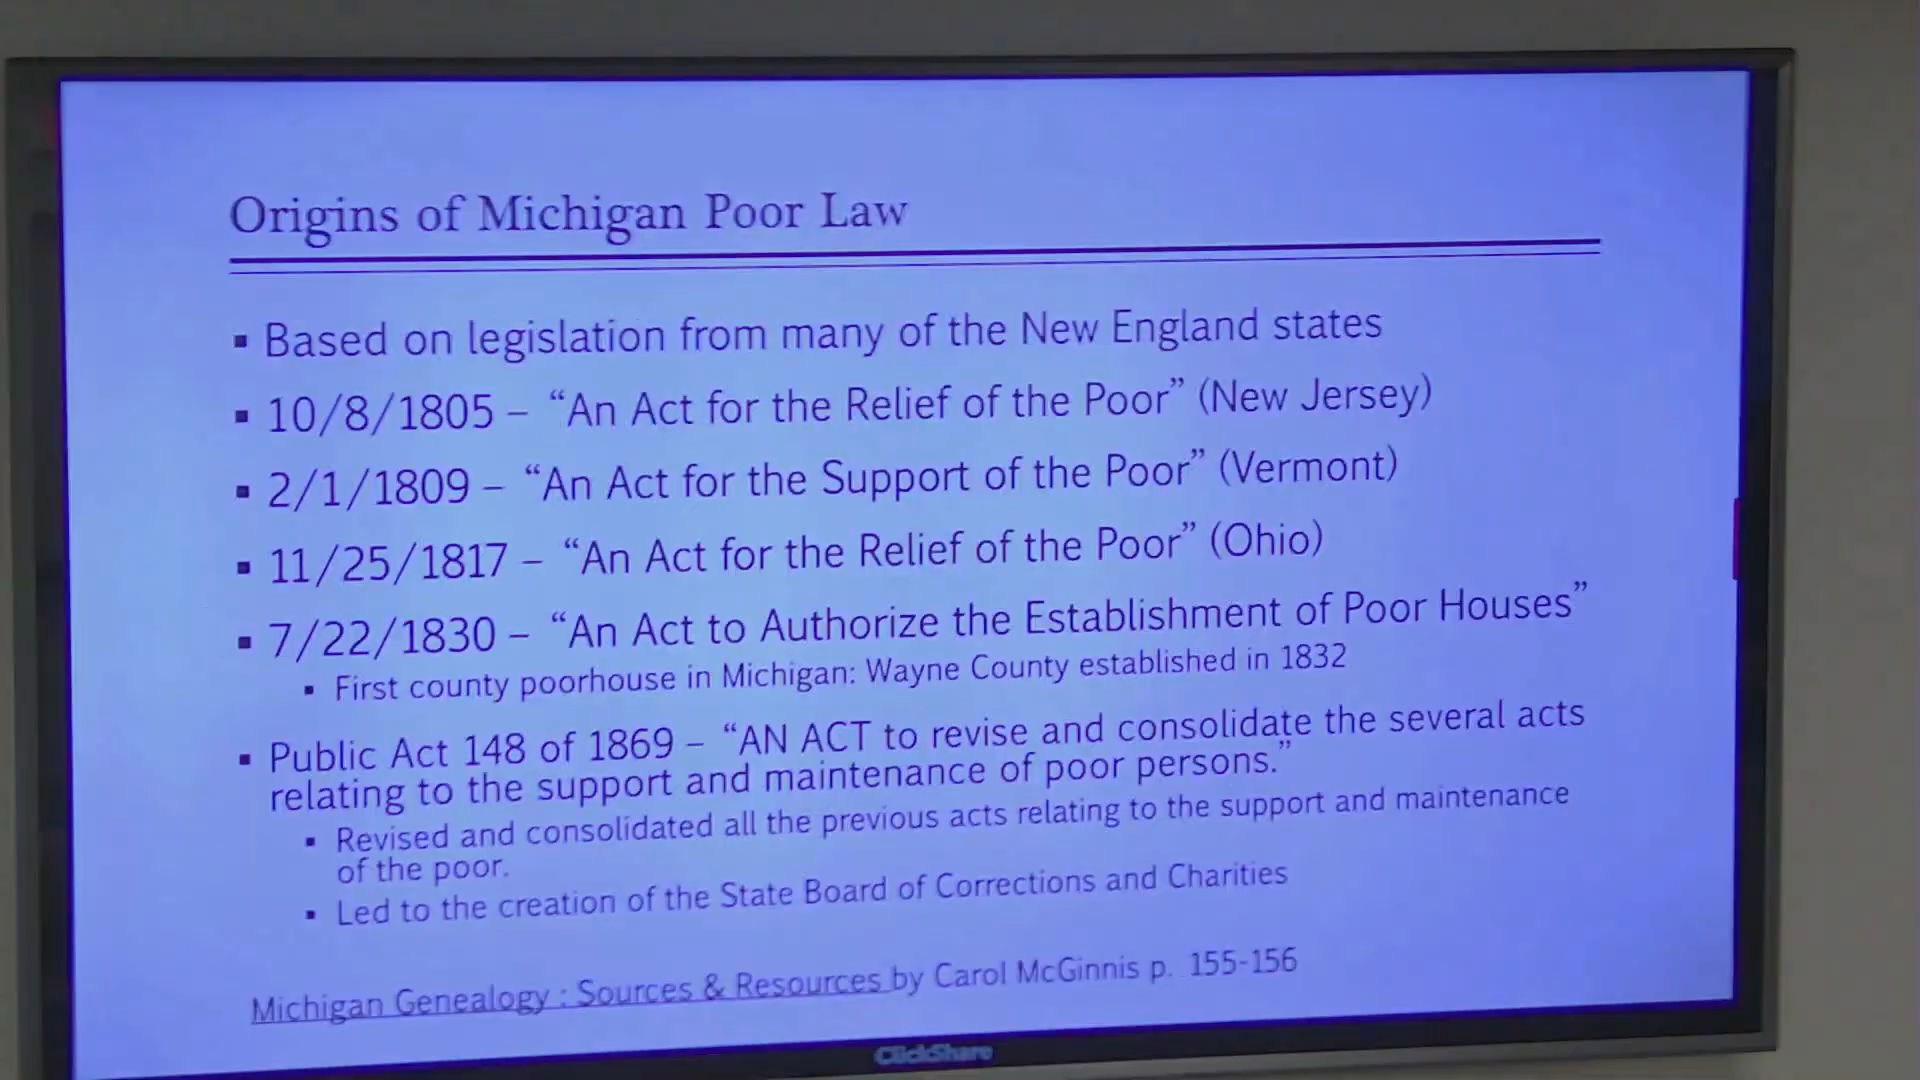 Origins of Michigan Poor Law
▪ Based on legislation from many of the New England states
▪ 10/8/1805 – “An Act for the Relief of the Poor” (New Jersey)
▪ 2/1/1809 – “An Act for the Support of the Poor” (Vermont)
▪ 11/25/1817 – “An Act for the Relief of the Poor” (Ohio)
▪ 7/22/1830 – “An Act to Authorize the Establishment of Poor Houses”
▪ First county poorhouse in Michigan: Wayne County established in 1832
▪ Public Act 148 of 1869 – “AN ACT to revise and consolidate the several acts
relating to the support and maintenance of poor persons.”
▪ Revised and consolidated all the previous acts relating to the support and maintenance
of the poor.
▪ Led to the creation of the State Board of Corrections and Charities
Michigan Genealogy : Sources & Resources by Carol McGinnis p. 155-156
ClickShare